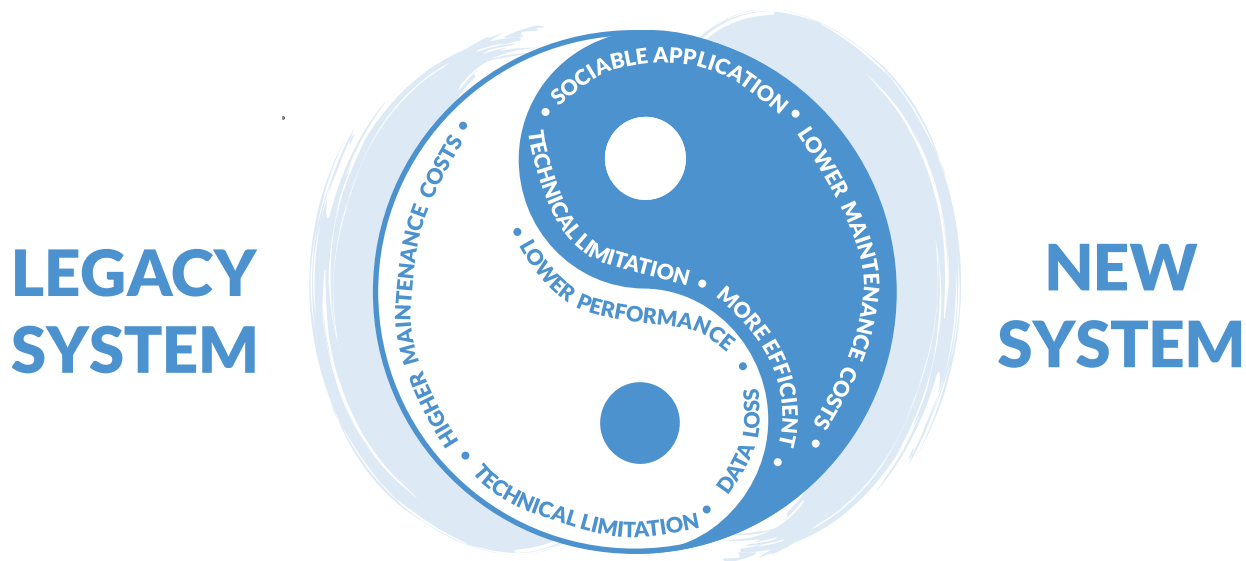 LEGACY
SYSTEM
HIGHER MAINTENANCE COSTS
TECHNICAL LIMITATION
DATA LOSS
LOWER PERFORMANCE
SOCIABLE APPLICATION
LOWER MAINTENANCE COSTS
TECHNICAL LIMITATION
MORE EFFICIENT
NEW
SYSTEM